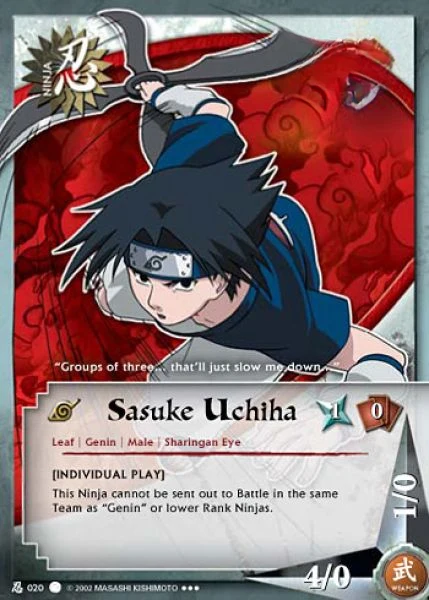 忍
NINJA
"Groups of three... that'll just slow me down..."
Sasuke Uchiha 1 0
Leaf | Genin | Male | Sharingan Eye
[INDIVIDUAL PLAY]
This Ninja cannot be sent out to Battle in the same
Team as "Genin" or lower Rank Ninjas.
1/0
4/0
武
WEAPON
忍 020 © 2002 MASASHI KISHIMOTO